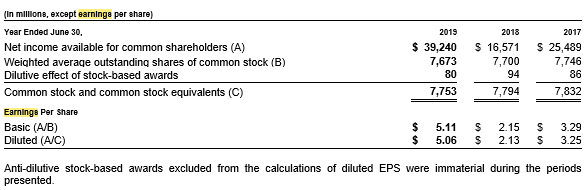 (In millions, except earnings per share)
Year Ended June 30, 2019 2018 2017
Net income available for common shareholders (A) $ 39,240 $ 16,571 $ 25,489
Weighted average outstanding shares of common stock (B) 7,673 7,700 7,746
Dilutive effect of stock-based awards 80 94 86
Common stock and common stock equivalents (C) 7,753 7,794 7,832
Earnings Per Share
Basic (A/B) $ 5.11 $ 2.15 $ 3.29
Diluted (A/C) $ 5.06 $ 2.13 $ 3.25
Anti-dilutive stock-based awards excluded from the calculations of diluted EPS were immaterial during the periods
presented.